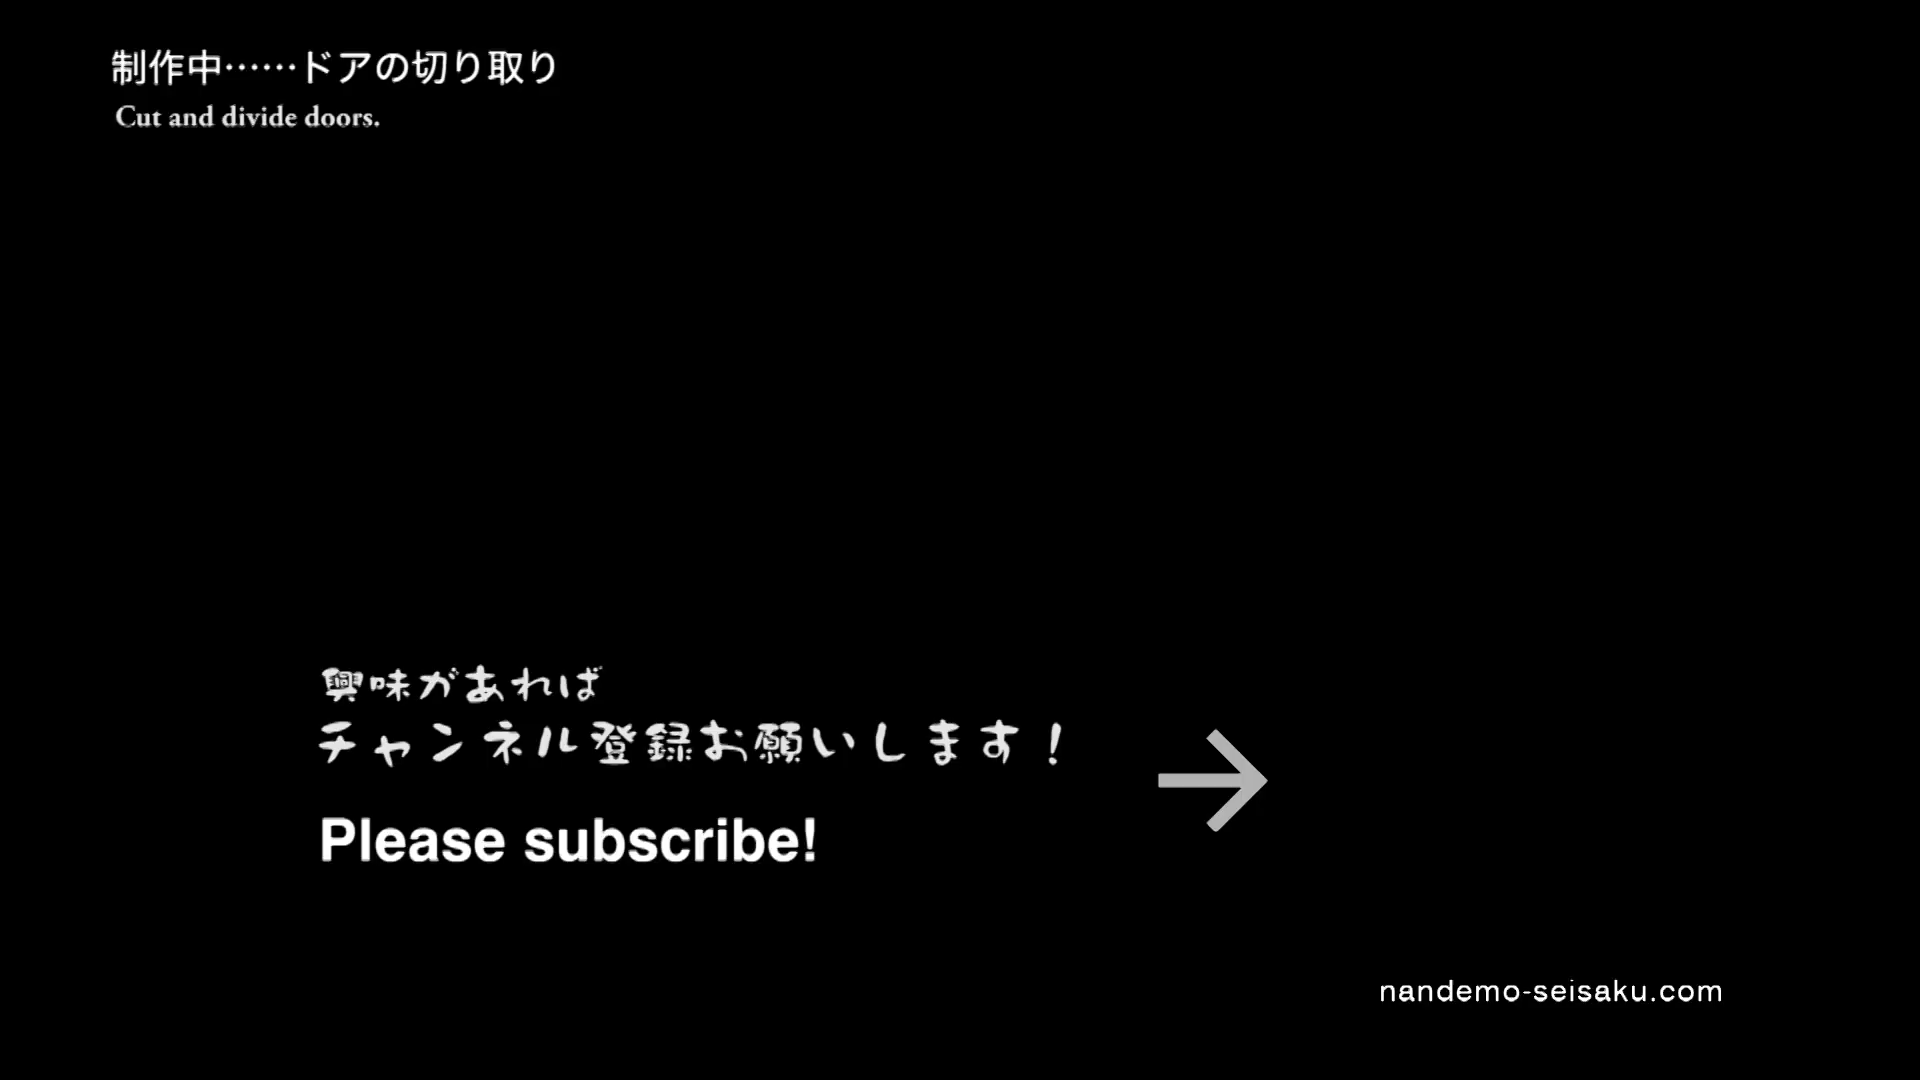 制作中……ドアの切り取り
Cut and divide doors.
興味があれば
チャンネル登録お願いします！
Please subscribe!
nandemo-seisaku.com